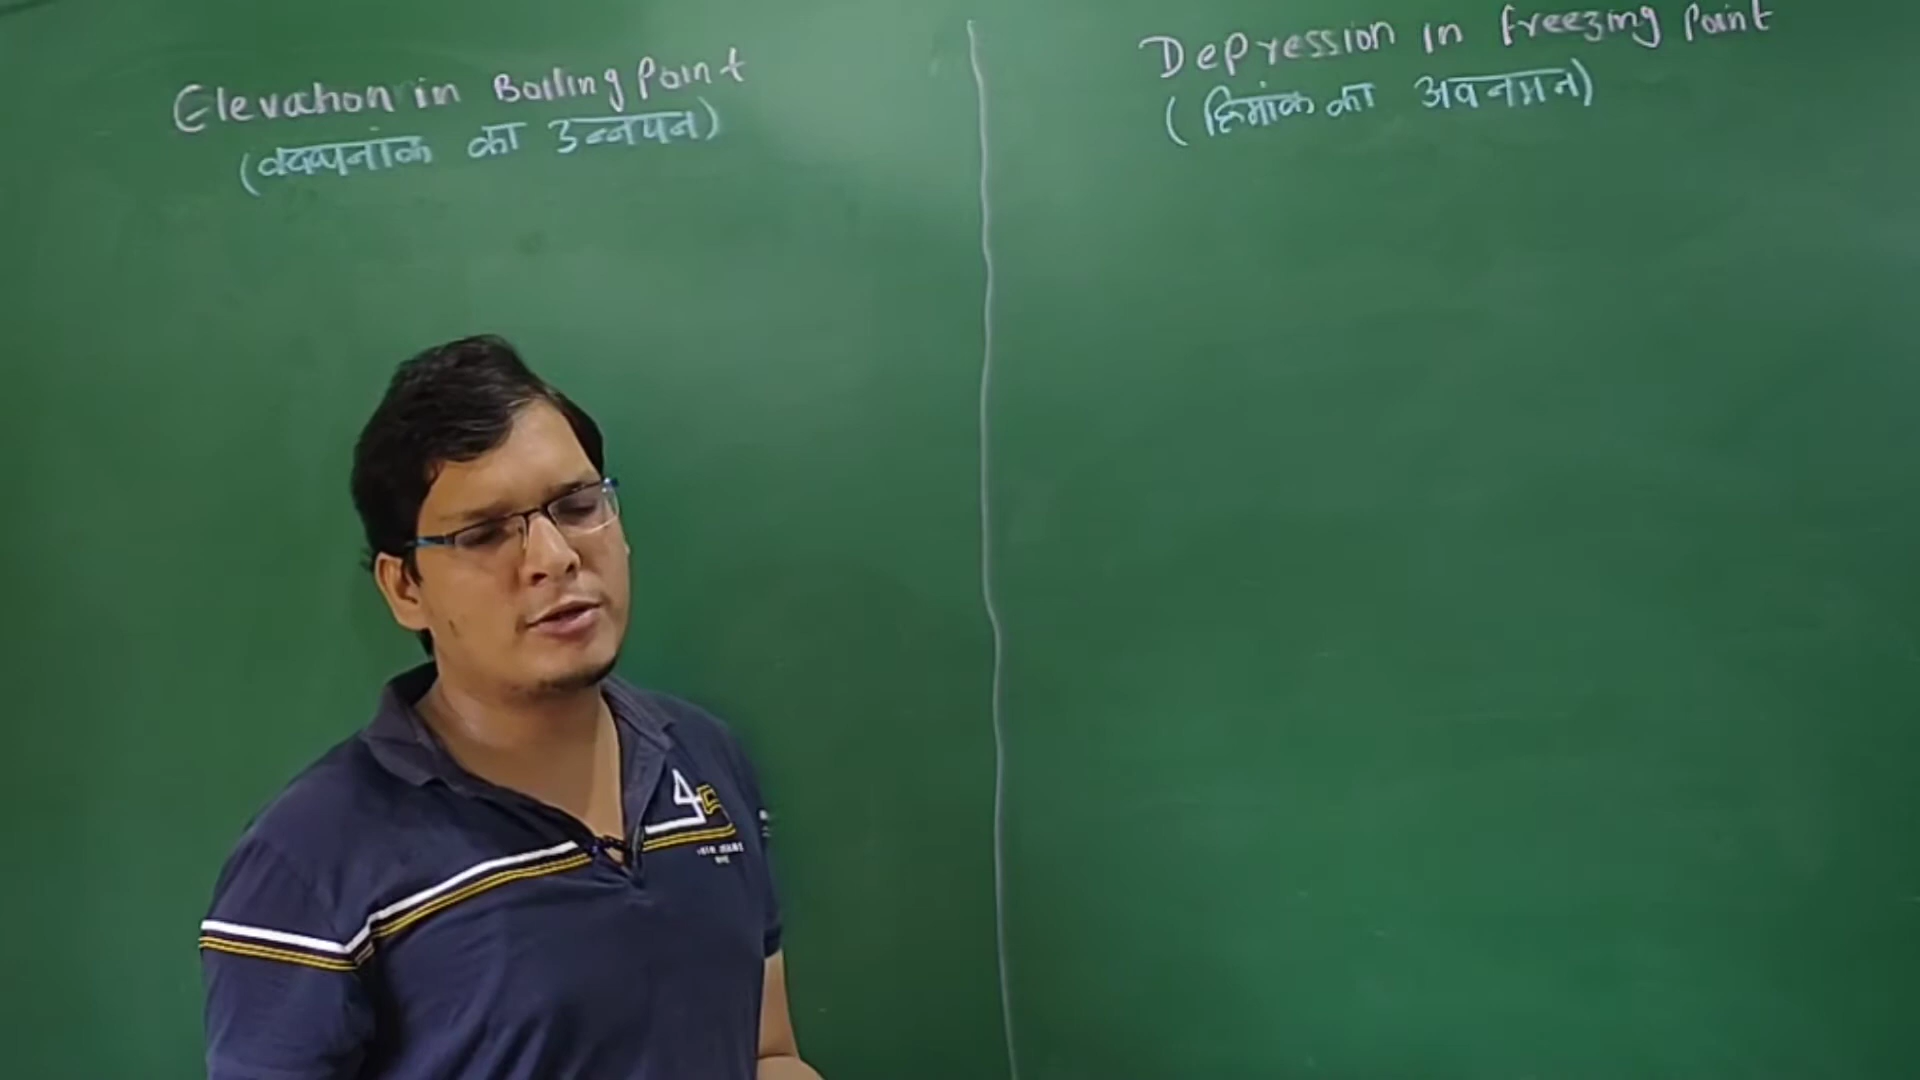 Elevation in Boiling Point
(क्वथनांक का उन्नयन)
Depression in freezing Point
(हिमांक का अवनमन)